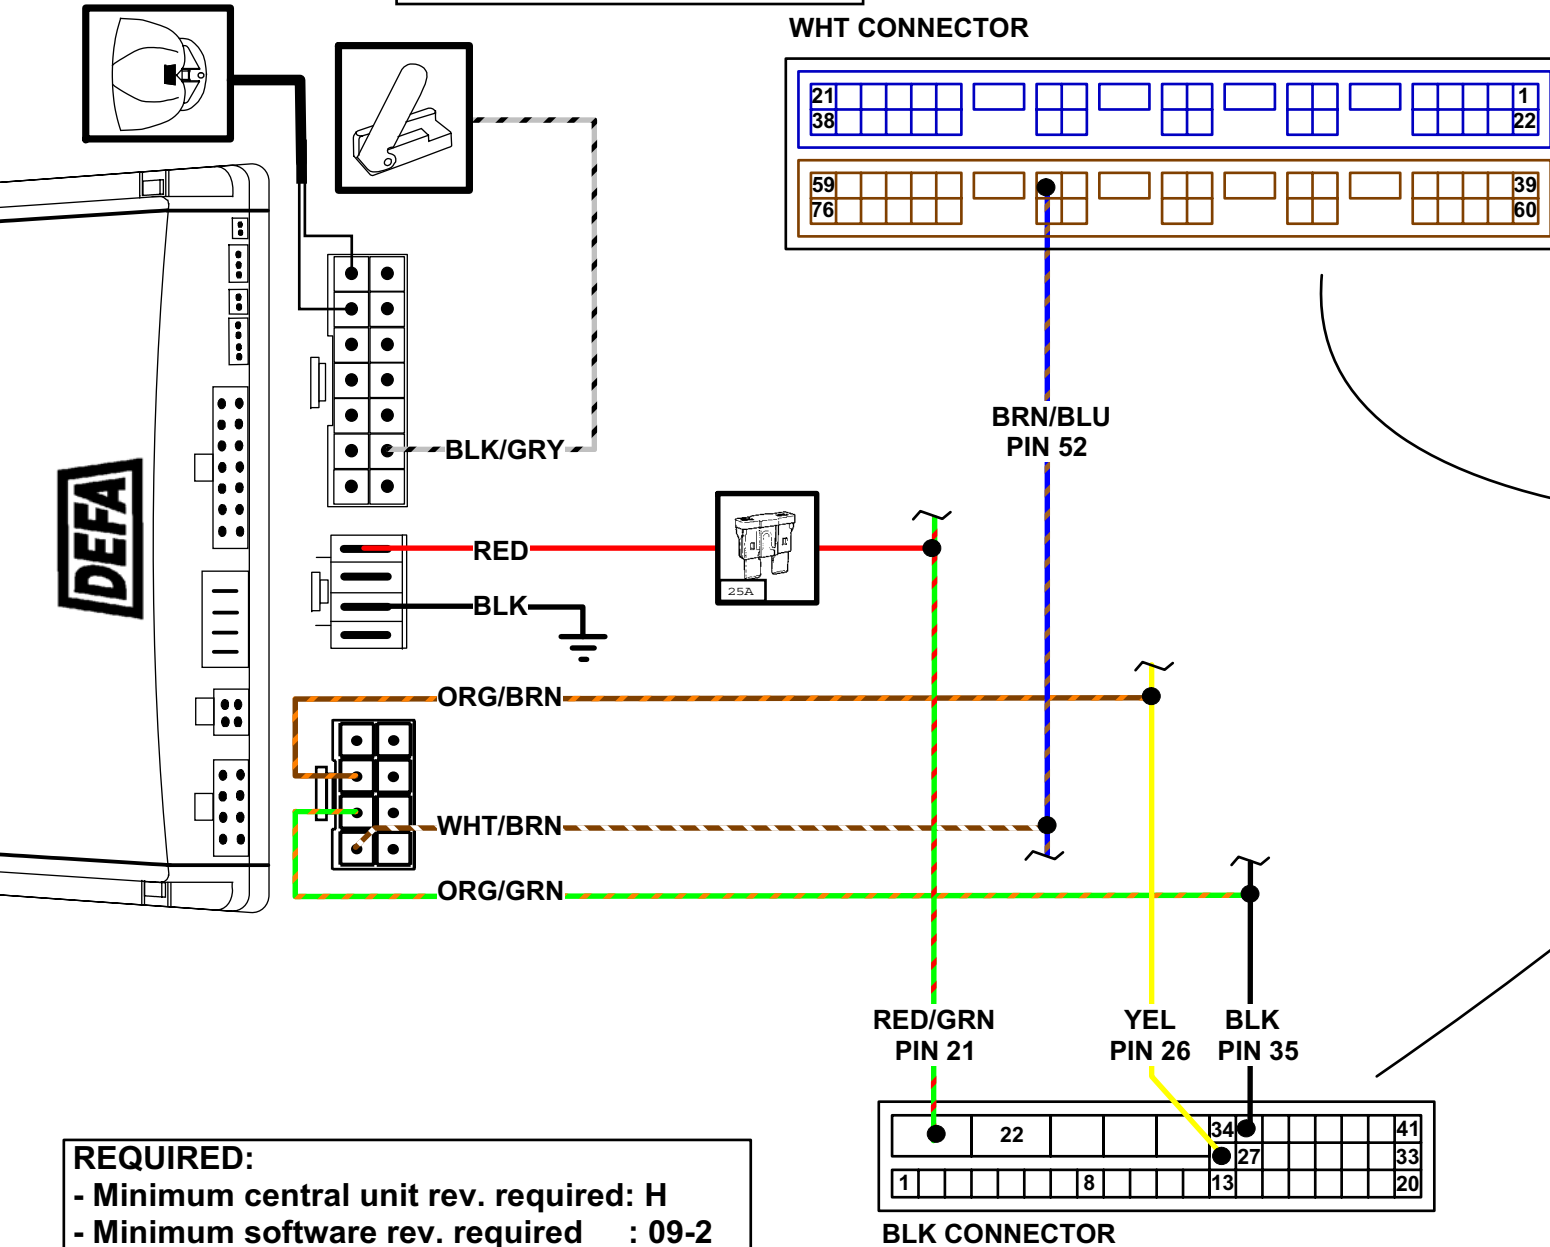 WHT CONNECTOR
21 1
38 22
59 39
76 60
BRN/BLU
PIN 52
BLK/GRY
DEFA
RED
25A
BLK
ORG/BRN
WHT/BRN
ORG/GRN
RED/GRN
PIN 21
YEL
PIN 26
BLK
PIN 35
22 34 41
27 33
1 8 13 20
BLK CONNECTOR
REQUIRED:
- Minimum central unit rev. required: H
- Minimum software rev. required : 09-2